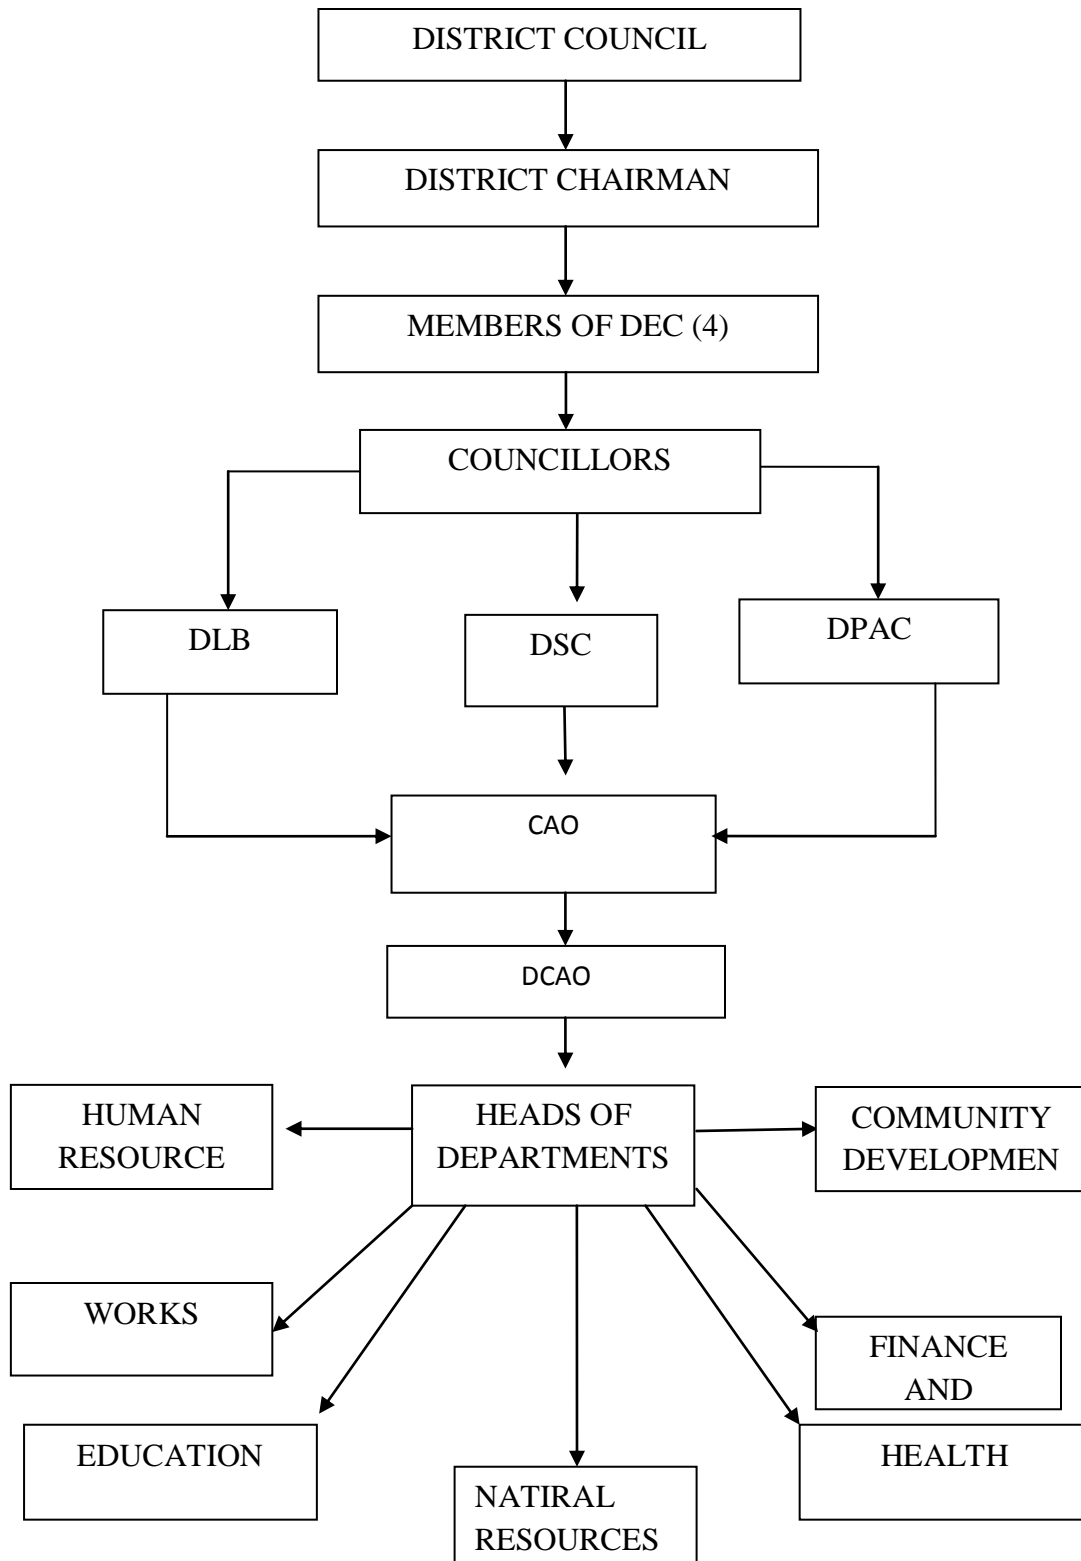 DISTRICT COUNCIL
DISTRICT CHAIRMAN
MEMBERS OF DEC (4)
COUNCILLORS
DLB
DSC
DPAC
CAO
DCAO
HUMAN
RESOURCE
HEADS OF
DEPARTMENTS
COMMUNITY
DEVELOPMEN
WORKS
FINANCE
AND
EDUCATION
HEALTH
NATIRAL
RESOURCES